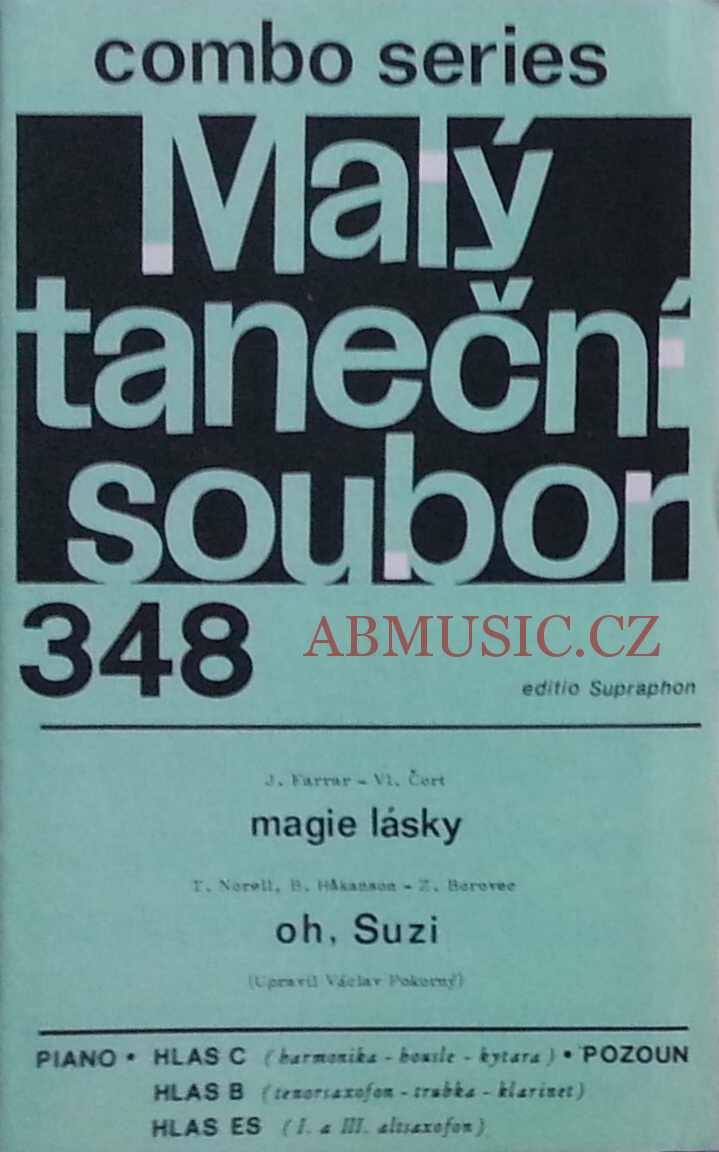 combo series
Malý
taneční
soubor
348
ABMUSIC.CZ
editio Supraphon
J. Farrar - Vl. Čort
magie lásky
T. Norell, B. Håkanson - Z. Borovec
oh, Suzi
(Upravil Václav Pokorný)
PIANO • HLAS C (harmonika - housle - kytara) • POZOUN
HLAS B (tenorsaxofon - trubka - klarinet)
HLAS ES (I. a III. altsaxofon)